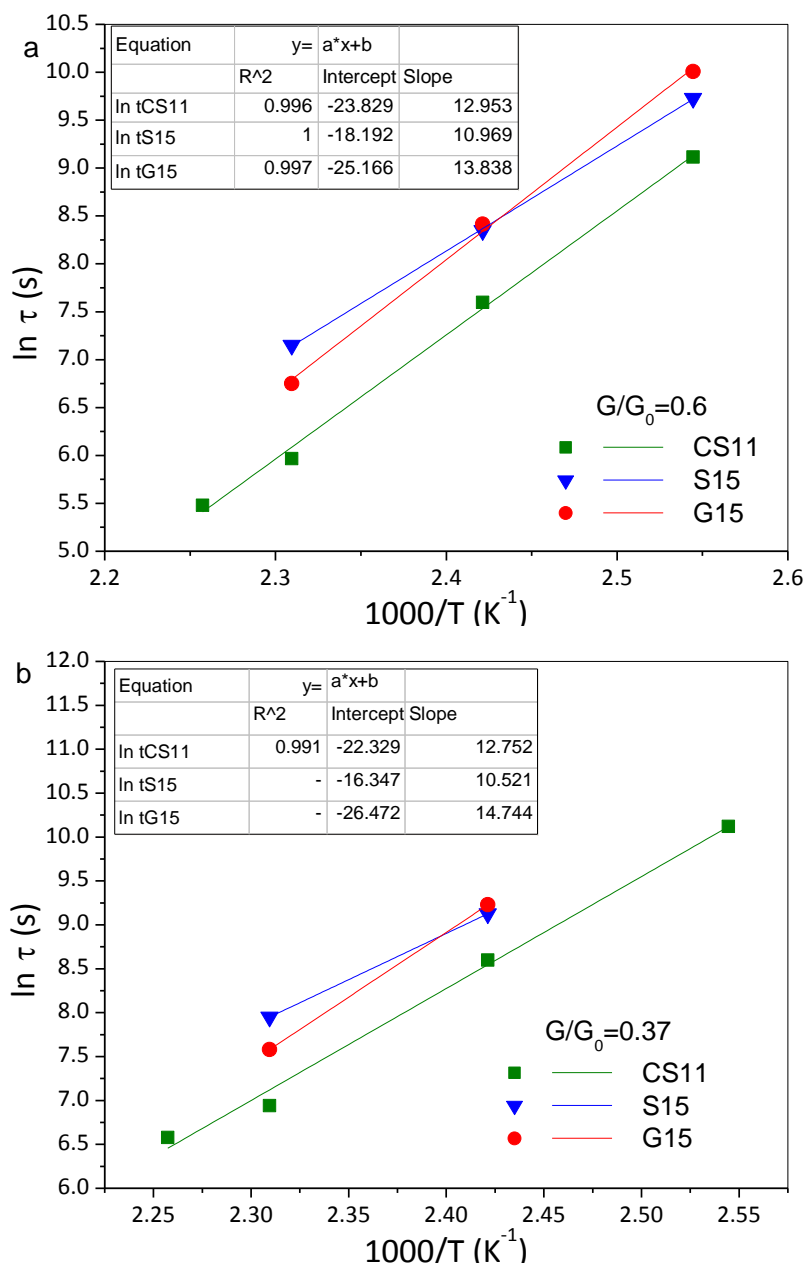 a
Equation y= a*x+b
R^2 Intercept Slope
ln tCS11 0.996 -23.829 12.953
ln tS15 1 -18.192 10.969
ln tG15 0.997 -25.166 13.838
10.5
10.0
9.5
9.0
8.5
8.0
7.5
7.0
6.5
6.0
5.5
5.0
ln τ (s)
G/G₀=0.6
CS11
S15
G15
2.2 2.3 2.4 2.5 2.6
1000/T (K⁻¹)
b
Equation y= a*x+b
R^2 Intercept Slope
ln tCS11 0.991 -22.329 12.752
ln tS15 - -16.347 10.521
ln tG15 - -26.472 14.744
12.0
11.5
11.0
10.5
10.0
9.5
9.0
8.5
8.0
7.5
7.0
6.5
6.0
ln τ (s)
G/G₀=0.37
CS11
S15
G15
2.25 2.30 2.35 2.40 2.45 2.50 2.55
1000/T (K⁻¹)